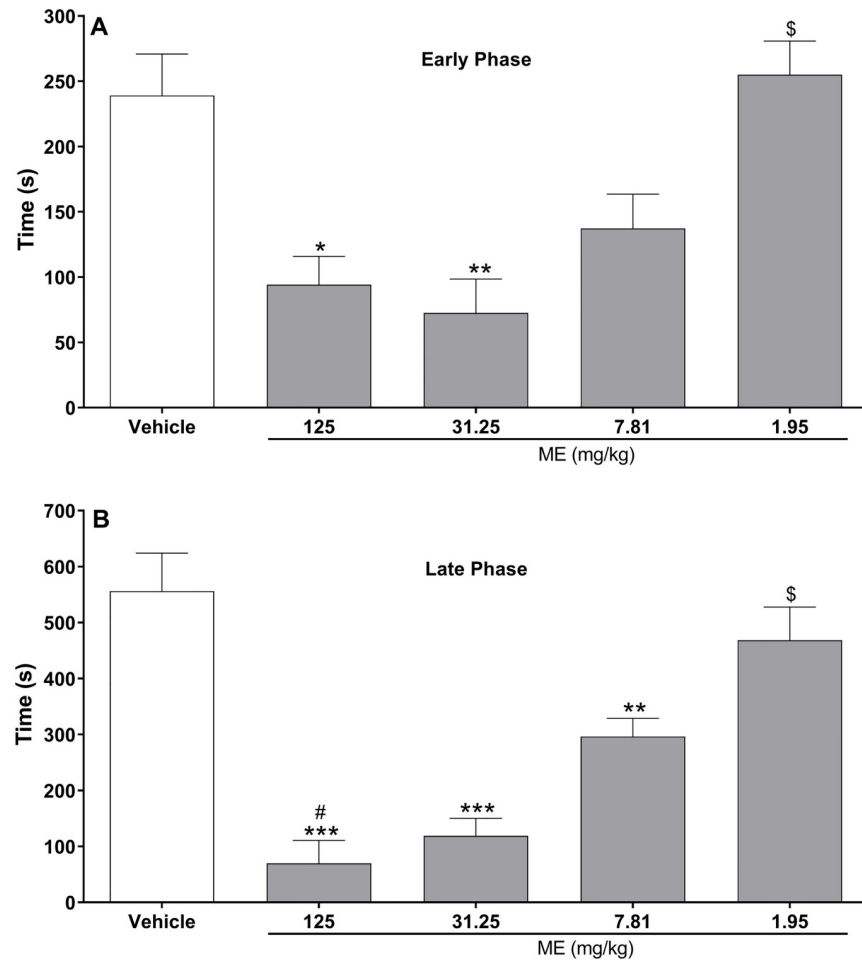 A
Early Phase
Time (s)
300
250
200
150
100
50
0
$
*
**
Vehicle 125 31.25 7.81 1.95
ME (mg/kg)
B
Late Phase
Time (s)
700
600
500
400
300
200
100
0
$
**
#
***
***
Vehicle 125 31.25 7.81 1.95
ME (mg/kg)